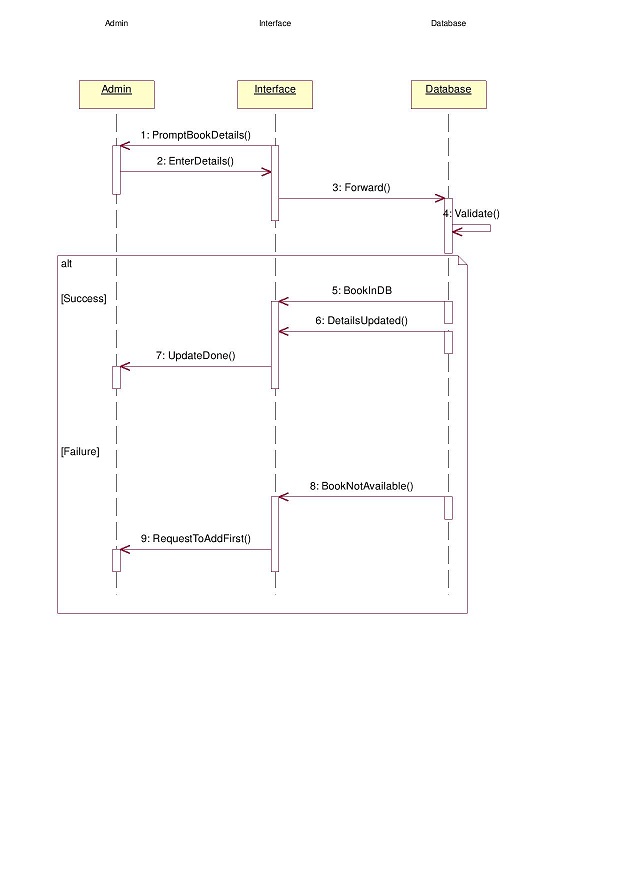 Admin
Interface
Database
Admin
Interface
Database
1: PromptBookDetails()
2: EnterDetails()
3: Forward()
4: Validate()
alt
5: BookInDB
[Success]
6: DetailsUpdated()
7: UpdateDone()
[Failure]
8: BookNotAvailable()
9: RequestToAddFirst()